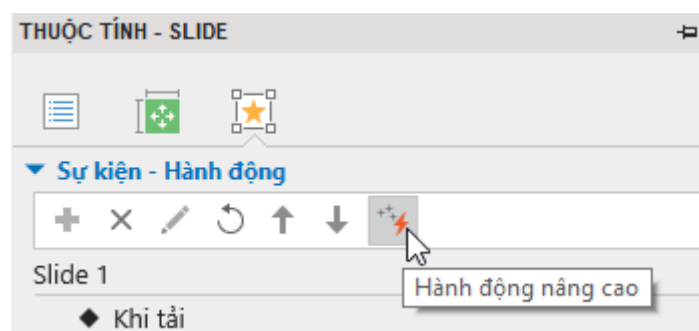 THUỘC TÍNH - SLIDE
Sự kiện - Hành động
Slide 1
Hành động nâng cao
Khi tải